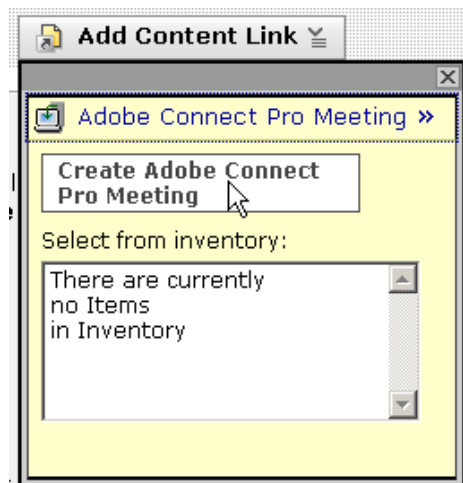 Add Content Link
Adobe Connect Pro Meeting »
Create Adobe Connect
Pro Meeting
Select from inventory:
There are currently
no Items
in Inventory